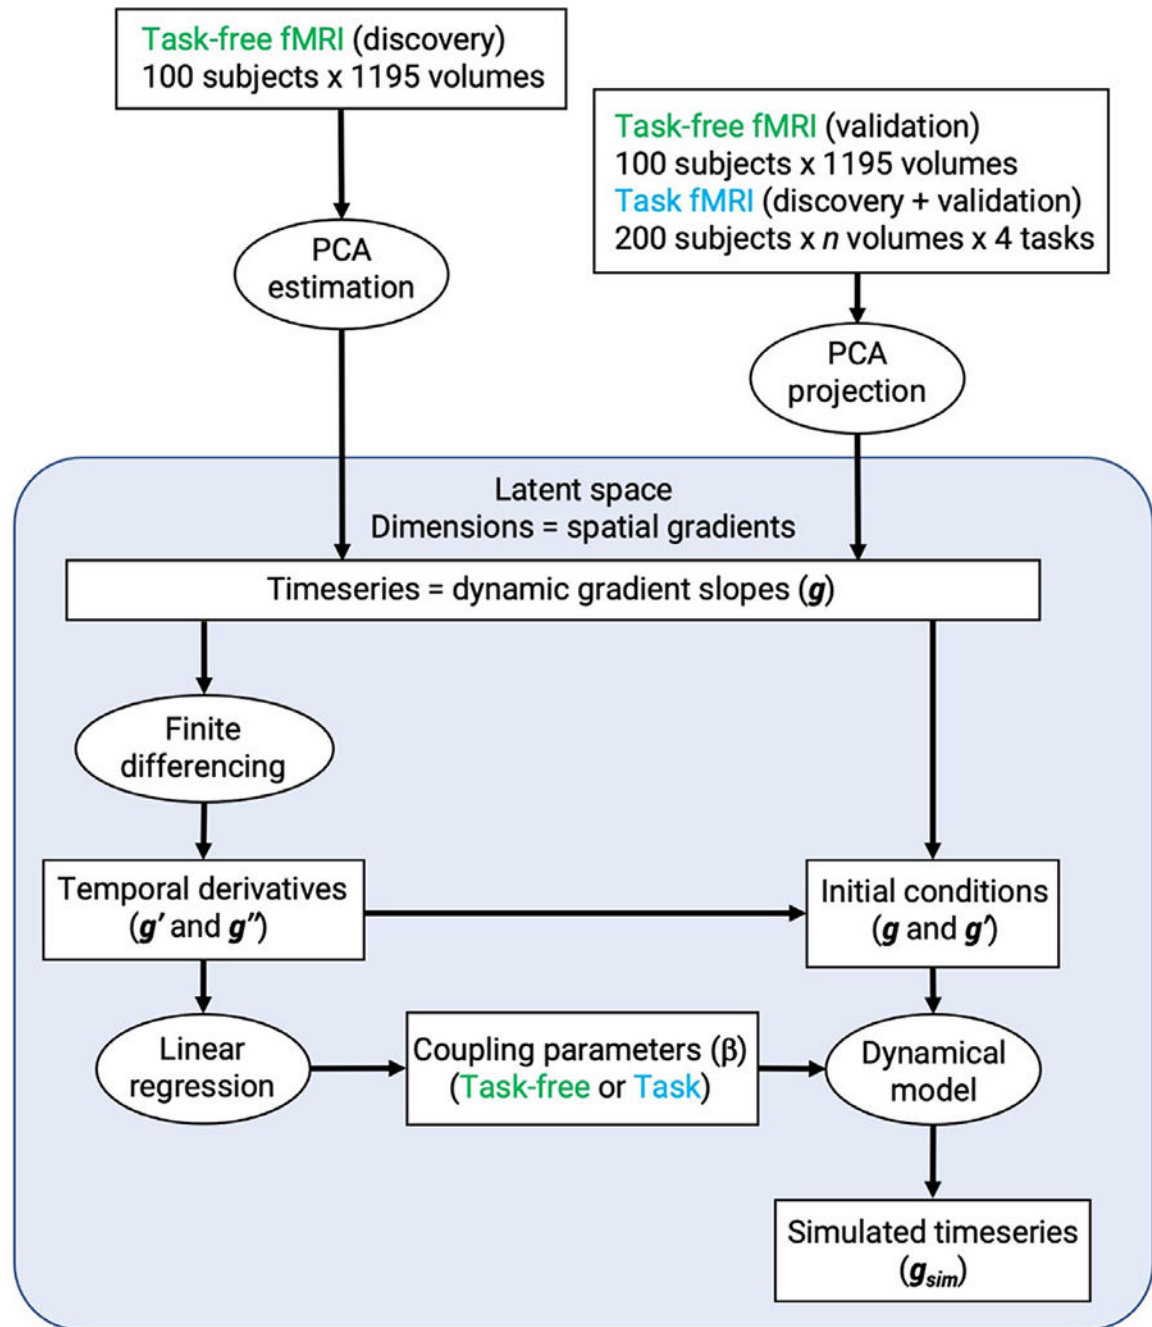 Task-free fMRI (discovery)
100 subjects x 1195 volumes
Task-free fMRI (validation)
100 subjects x 1195 volumes
Task fMRI (discovery + validation)
200 subjects x n volumes x 4 tasks
PCA
estimation
PCA
projection
Latent space
Dimensions = spatial gradients
Timeseries = dynamic gradient slopes (g)
Finite
differencing
Temporal derivatives
(g′ and g″)
Initial conditions
(g and g′)
Linear
regression
Coupling parameters (β)
(Task-free or Task)
Dynamical
model
Simulated timeseries
(gsim)